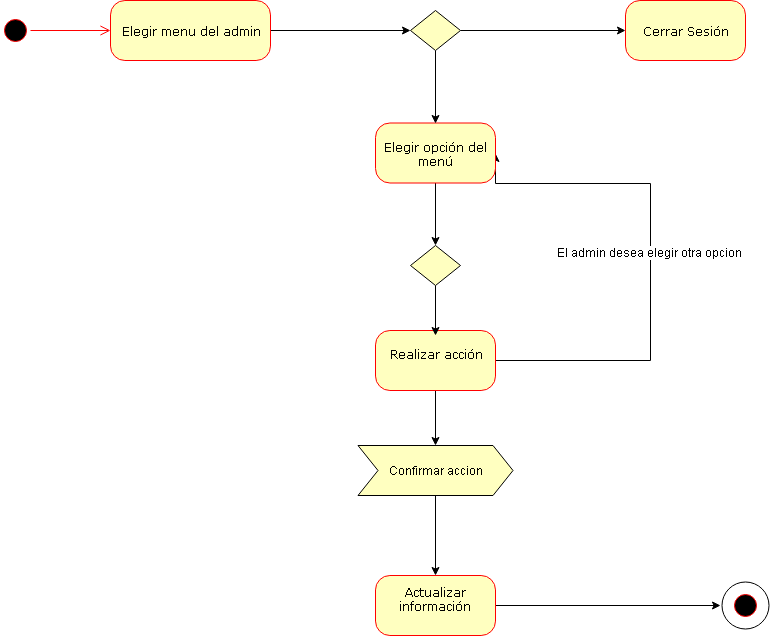 Elegir menu del admin
Cerrar Sesión
Elegir opción del
menú
El admin desea elegir otra opcion
Realizar acción
Confirmar accion
Actualizar
información